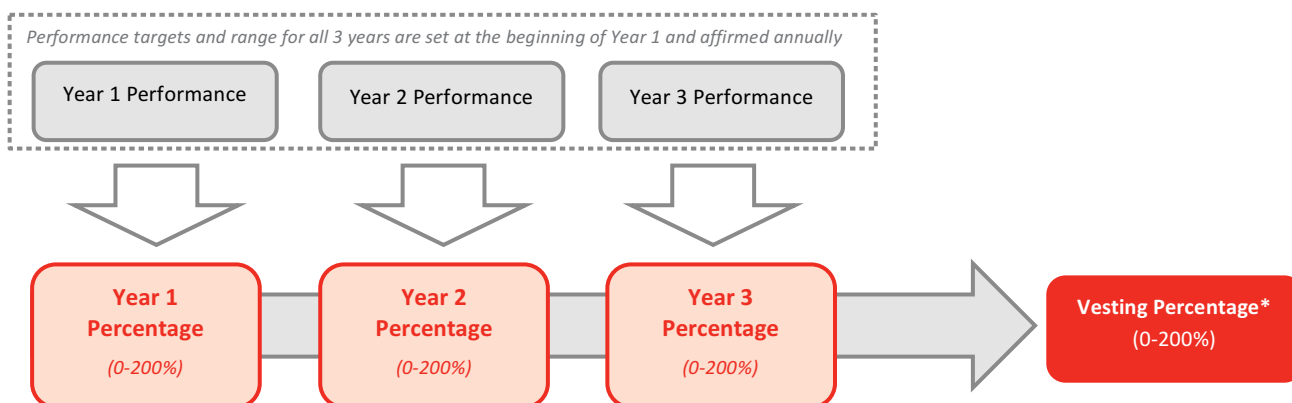 Performance targets and range for all 3 years are set at the beginning of Year 1 and affirmed annually
Year 1 Performance
Year 2 Performance
Year 3 Performance
Year 1
Percentage
(0-200%)
Year 2
Percentage
(0-200%)
Year 3
Percentage
(0-200%)
Vesting Percentage*
(0-200%)